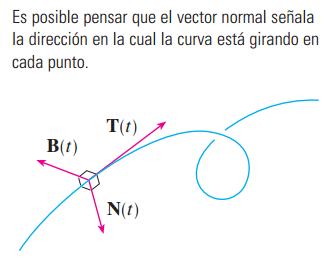 Es posible pensar que el vector normal señala
la dirección en la cual la curva está girando en
cada punto.
T(t)
B(t)
N(t)